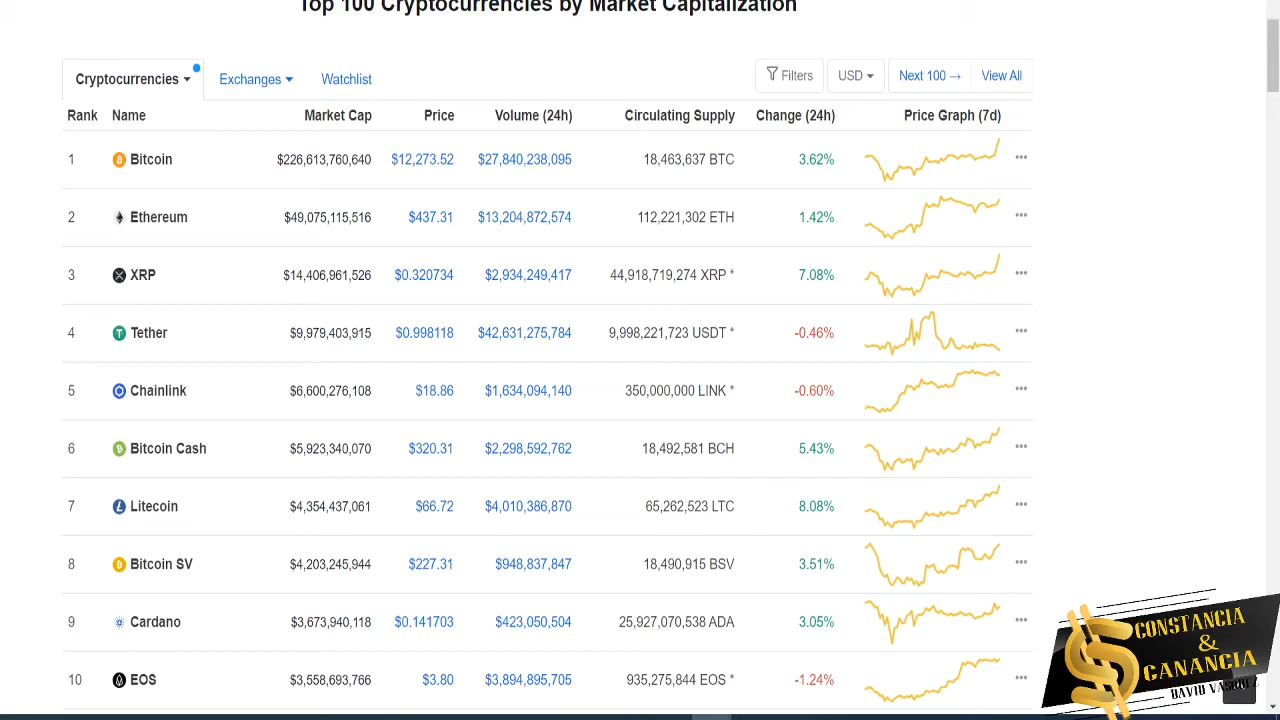 Top 100 Cryptocurrencies by Market Capitalization
Cryptocurrencies Exchanges Watchlist Filters USD Next 100 → View All
Rank Name Market Cap Price Volume (24h) Circulating Supply Change (24h) Price Graph (7d)
1 Bitcoin $226,613,760,640 $12,273.52 $27,840,238,095 18,463,637 BTC 3.62%
2 Ethereum $49,075,115,516 $437.31 $13,204,872,574 112,221,302 ETH 1.42%
3 XRP $14,406,961,526 $0.320734 $2,934,249,417 44,918,719,274 XRP * 7.08%
4 Tether $9,979,403,915 $0.998118 $42,631,275,784 9,998,221,723 USDT * -0.46%
5 Chainlink $6,600,276,108 $18.86 $1,634,094,140 350,000,000 LINK * -0.60%
6 Bitcoin Cash $5,923,340,070 $320.31 $2,298,592,762 18,492,581 BCH 5.43%
7 Litecoin $4,354,437,061 $66.72 $4,010,386,870 65,262,523 LTC 8.08%
8 Bitcoin SV $4,203,245,944 $227.31 $948,837,847 18,490,915 BSV 3.51%
9 Cardano $3,673,940,113 $0.141703 $423,050,504 25,927,070,538 ADA 3.05%
10 EOS $3,558,693,766 $3.80 $3,894,895,705 935,275,844 EOS * -1.24%
CONSTANCIA
&
GANANCIA
DAVID VASQUEZ